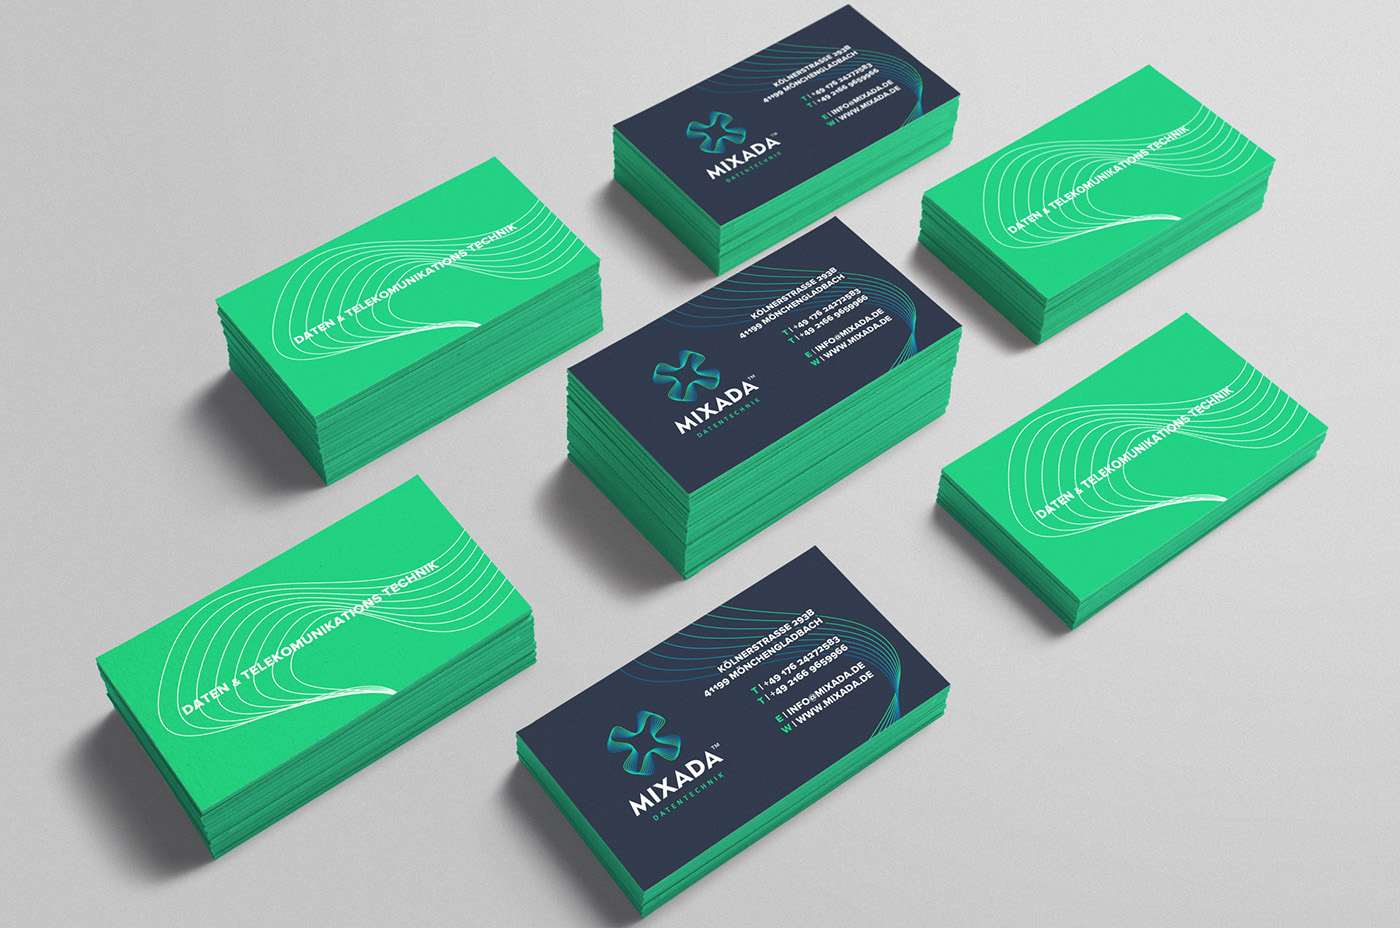 KÖLNERSTRASSE 293B
41199 MÖNCHENGLADBACH
T | +49 176 24272583
T | +49 2166 9659966
E | INFO@MIXADA.DE
W | WWW.MIXADA.DE
MIXADA™
DATENTECHNIK
DATEN & TELEKOMUNIKATIONS TECHNIK
DATEN & TELEKOMUNIKATIONS TECHNIK
KÖLNERSTRASSE 293B
41199 MÖNCHENGLADBACH
T | +49 176 24272583
T | +49 2166 9659966
E | INFO@MIXADA.DE
W | WWW.MIXADA.DE
MIXADA™
DATENTECHNIK
DATEN & TELEKOMUNIKATIONS TECHNIK
DATEN & TELEKOMUNIKATIONS TECHNIK
KÖLNERSTRASSE 293B
41199 MÖNCHENGLADBACH
T | +49 176 24272583
T | +49 2166 9659966
E | INFO@MIXADA.DE
W | WWW.MIXADA.DE
MIXADA™
DATENTECHNIK